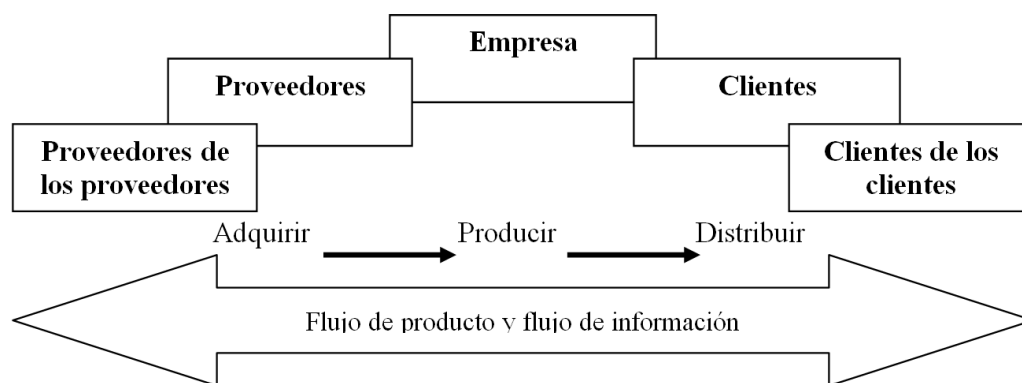 Empresa
Proveedores
Clientes
Proveedores de
los proveedores
Clientes de los
clientes
Adquirir
Producir
Distribuir
Flujo de producto y flujo de información